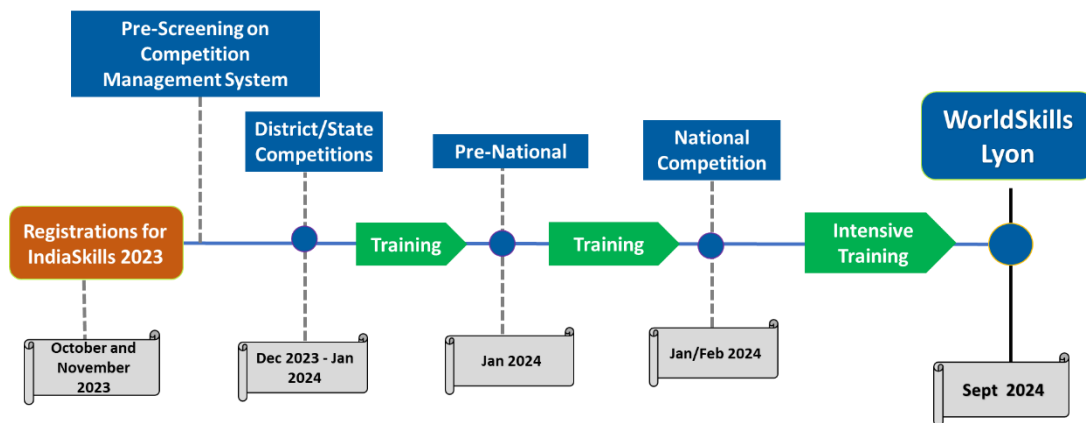 Pre-Screening on
Competition
Management System
District/State
Competitions
Pre-National
National
Competition
WorldSkills
Lyon
Registrations for
IndiaSkills 2023
Training
Training
Intensive
Training
October and
November
2023
Dec 2023 - Jan
2024
Jan 2024
Jan/Feb 2024
Sept 2024